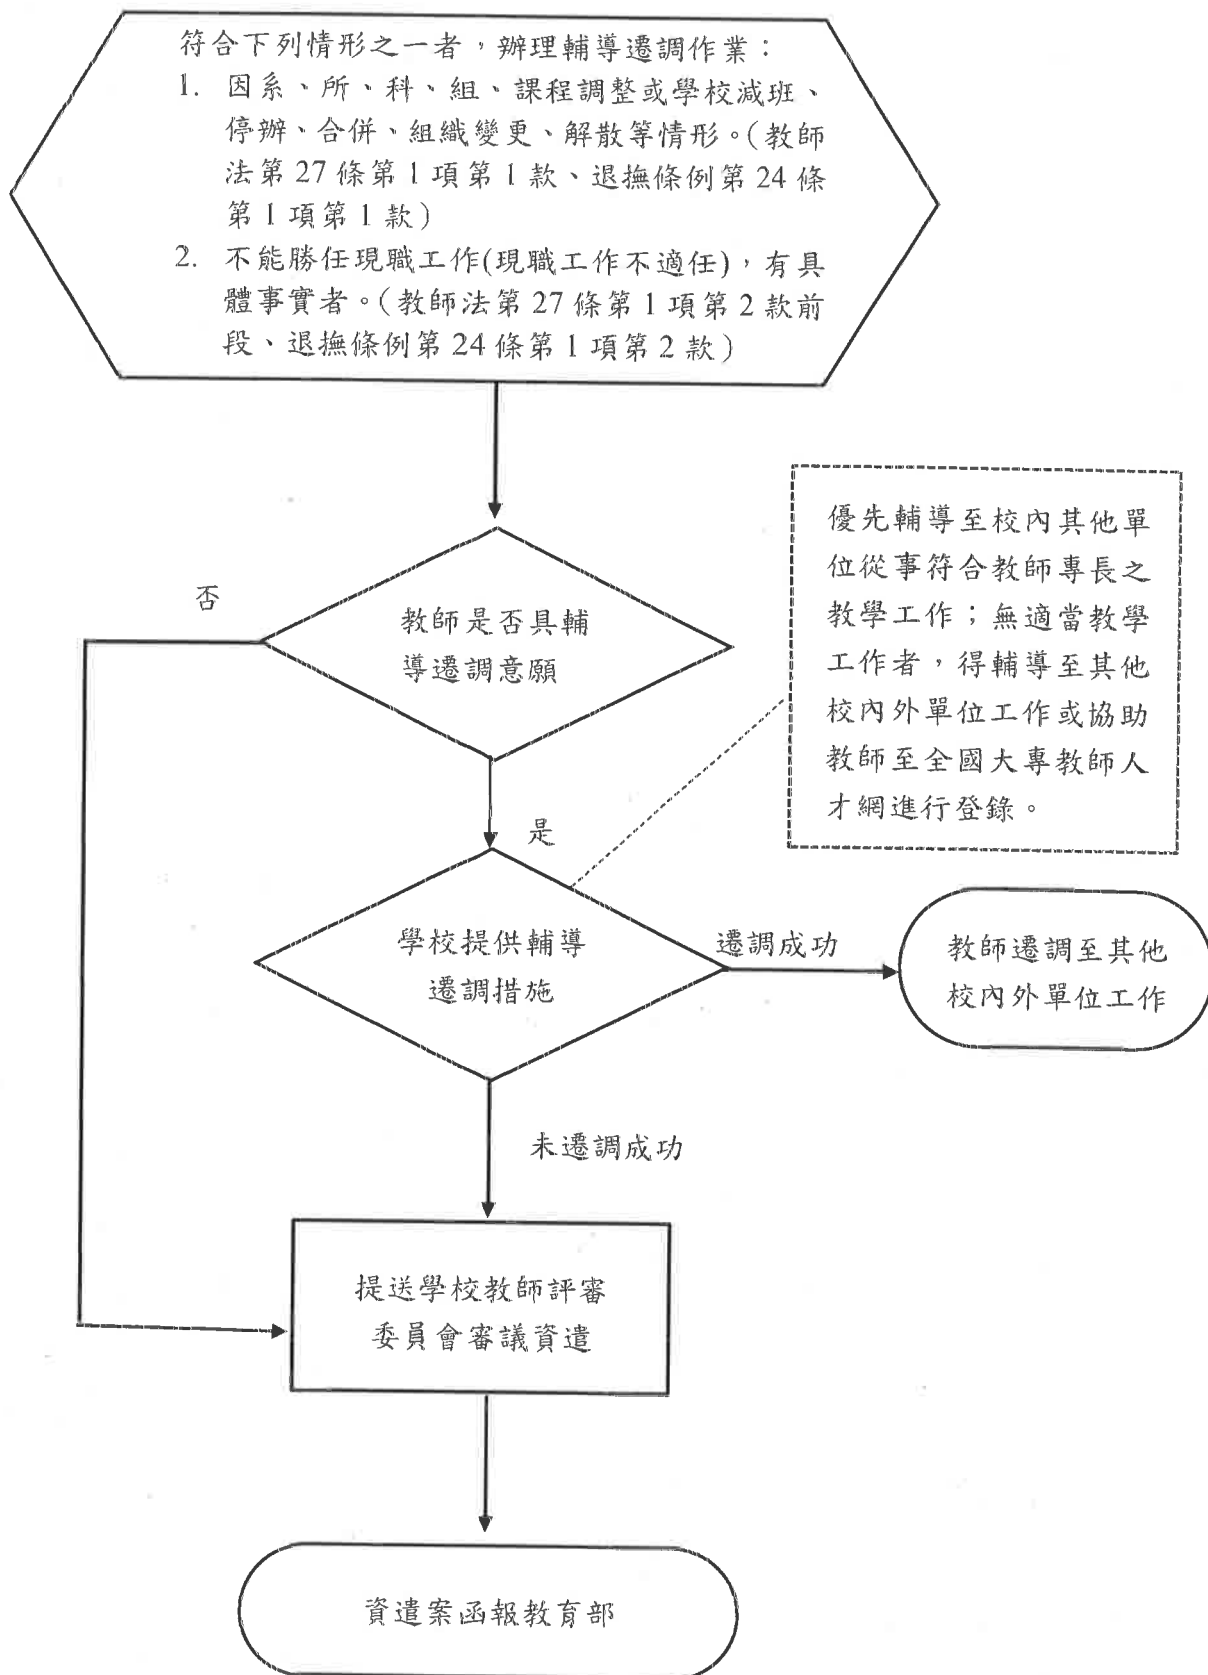 符合下列情形之一者，辦理輔導遷調作業：
1. 因系、所、科、組、課程調整或學校減班、
停辦、合併、組織變更、解散等情形。（教師
法第 27 條第 1 項第 1 款、退撫條例第 24 條
第 1 項第 1 款）
2. 不能勝任現職工作(現職工作不適任)，有具
體事實者。（教師法第 27 條第 1 項第 2 款前
段、退撫條例第 24 條第 1 項第 2 款）
優先輔導至校內其他單
位從事符合教師專長之
教學工作；無適當教學
工作者，得輔導至其他
校內外單位工作或協助
教師至全國大專教師人
才網進行登錄。
否
教師是否具輔
導遷調意願
是
學校提供輔導
遷調措施
遷調成功
教師遷調至其他
校內外單位工作
未遷調成功
提送學校教師評審
委員會審議資遣
資遣案函報教育部